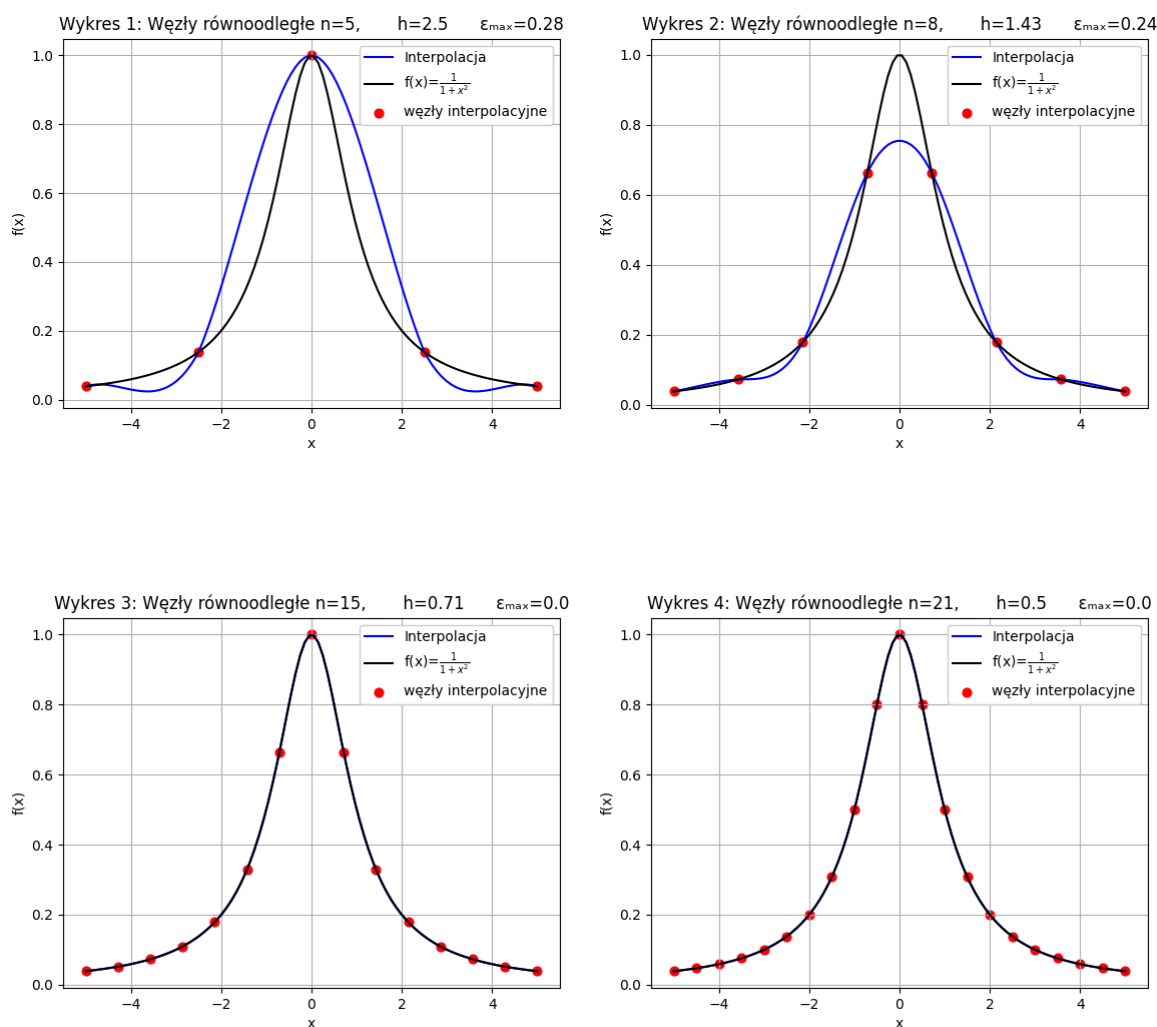 Wykres 1: Węzły równoodległe n=5, h=2.5 εₘₐₓ=0.28
Interpolacja
f(x)=1/(1+x²)
węzły interpolacyjne
1.0
0.8
0.6
0.4
0.2
0.0
f(x)
−4 −2 0 2 4
x
Wykres 2: Węzły równoodległe n=8, h=1.43 εₘₐₓ=0.24
Interpolacja
f(x)=1/(1+x²)
węzły interpolacyjne
1.0
0.8
0.6
0.4
0.2
0.0
f(x)
−4 −2 0 2 4
x
Wykres 3: Węzły równoodległe n=15, h=0.71 εₘₐₓ=0.0
Interpolacja
f(x)=1/(1+x²)
węzły interpolacyjne
1.0
0.8
0.6
0.4
0.2
0.0
f(x)
−4 −2 0 2 4
x
Wykres 4: Węzły równoodległe n=21, h=0.5 εₘₐₓ=0.0
Interpolacja
f(x)=1/(1+x²)
węzły interpolacyjne
1.0
0.8
0.6
0.4
0.2
0.0
f(x)
−4 −2 0 2 4
x